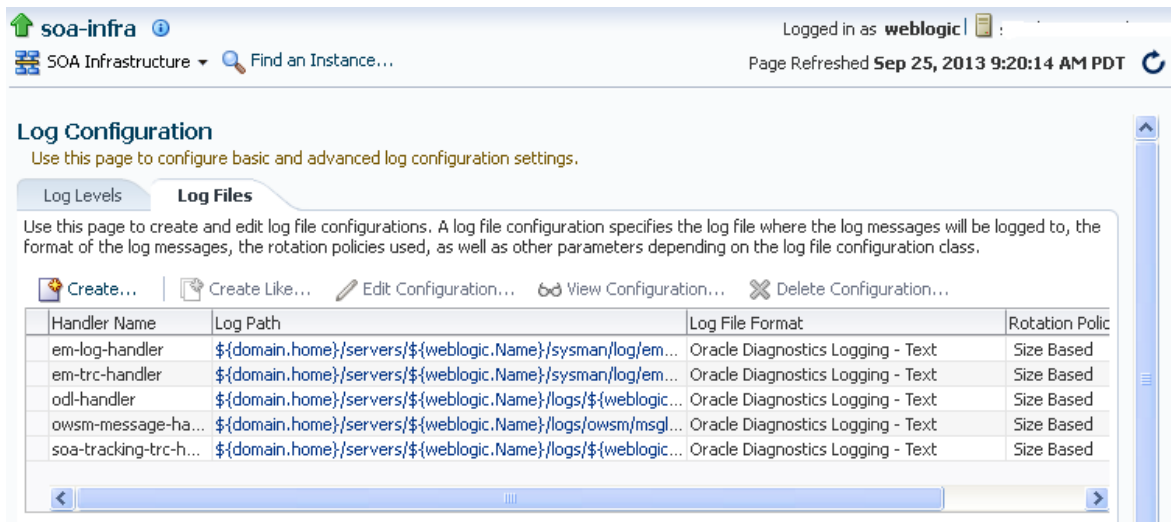 soa-infra
Logged in as weblogic
SOA Infrastructure Find an Instance...
Page Refreshed Sep 25, 2013 9:20:14 AM PDT
Log Configuration
Use this page to configure basic and advanced log configuration settings.
Log Levels Log Files
Use this page to create and edit log file configurations. A log file configuration specifies the log file where the log messages will be logged to, the
format of the log messages, the rotation policies used, as well as other parameters depending on the log file configuration class.
Create... Create Like... Edit Configuration... View Configuration... Delete Configuration...
Handler Name Log Path Log File Format Rotation Polic
em-log-handler ${domain.home}/servers/${weblogic.Name}/sysman/log/em... Oracle Diagnostics Logging - Text Size Based
em-trc-handler ${domain.home}/servers/${weblogic.Name}/sysman/log/em... Oracle Diagnostics Logging - Text Size Based
odl-handler ${domain.home}/servers/${weblogic.Name}/logs/${weblogic... Oracle Diagnostics Logging - Text Size Based
owsm-message-ha... ${domain.home}/servers/${weblogic.Name}/logs/owsm/msgl... Oracle Diagnostics Logging - Text Size Based
soa-tracking-trc-h... ${domain.home}/servers/${weblogic.Name}/logs/${weblogic... Oracle Diagnostics Logging - Text Size Based